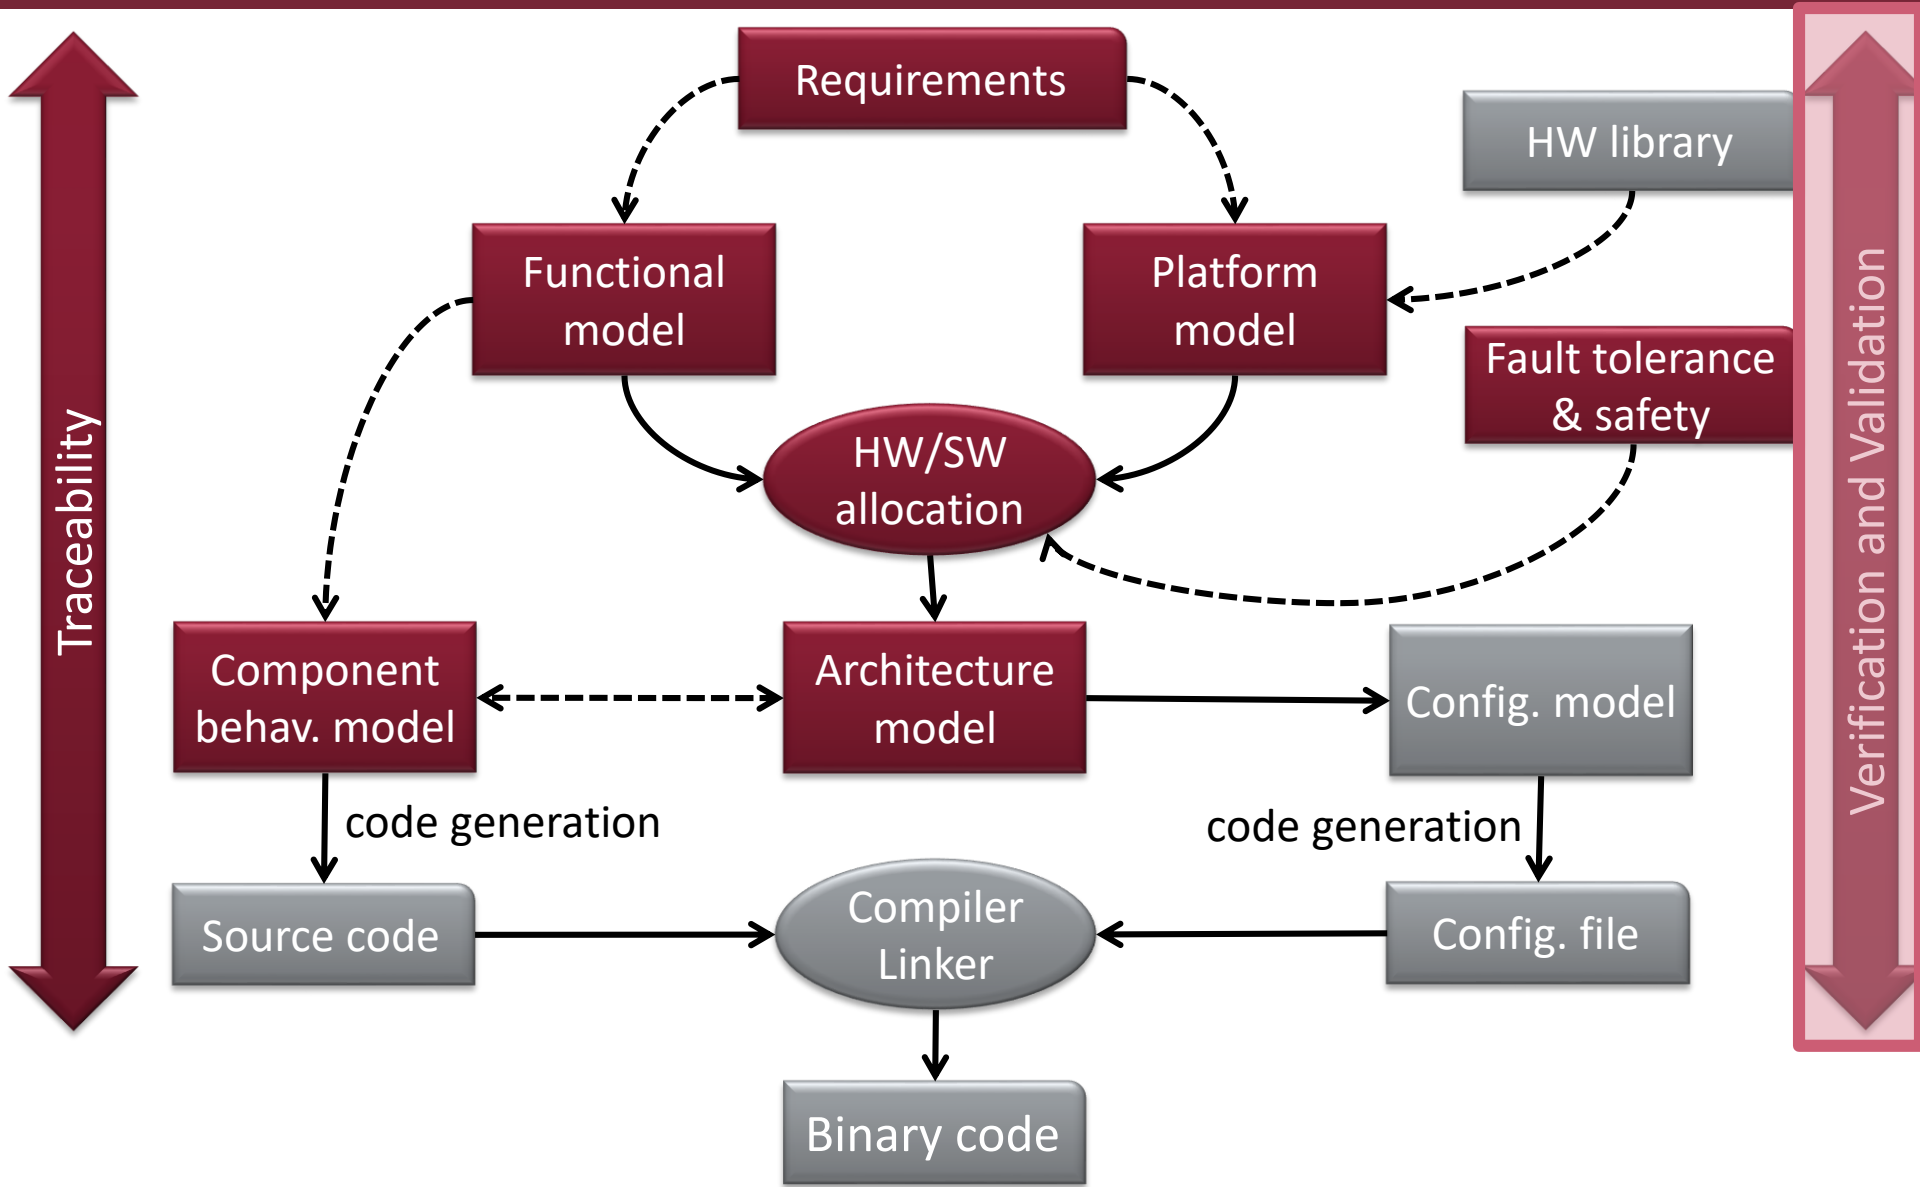 Requirements
HW library
Functional
model
Platform
model
Fault tolerance
& safety
HW/SW
allocation
Traceability
Verification and Validation
Component
behav. model
Architecture
model
Config. model
code generation
code generation
Source code
Compiler
Linker
Config. file
Binary code